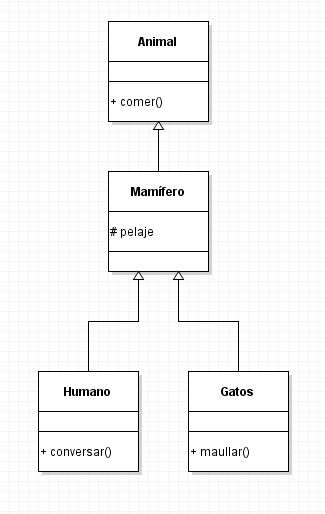 Animal
+ comer()
Mamífero
# pelaje
Humano
+ conversar()
Gatos
+ maullar()